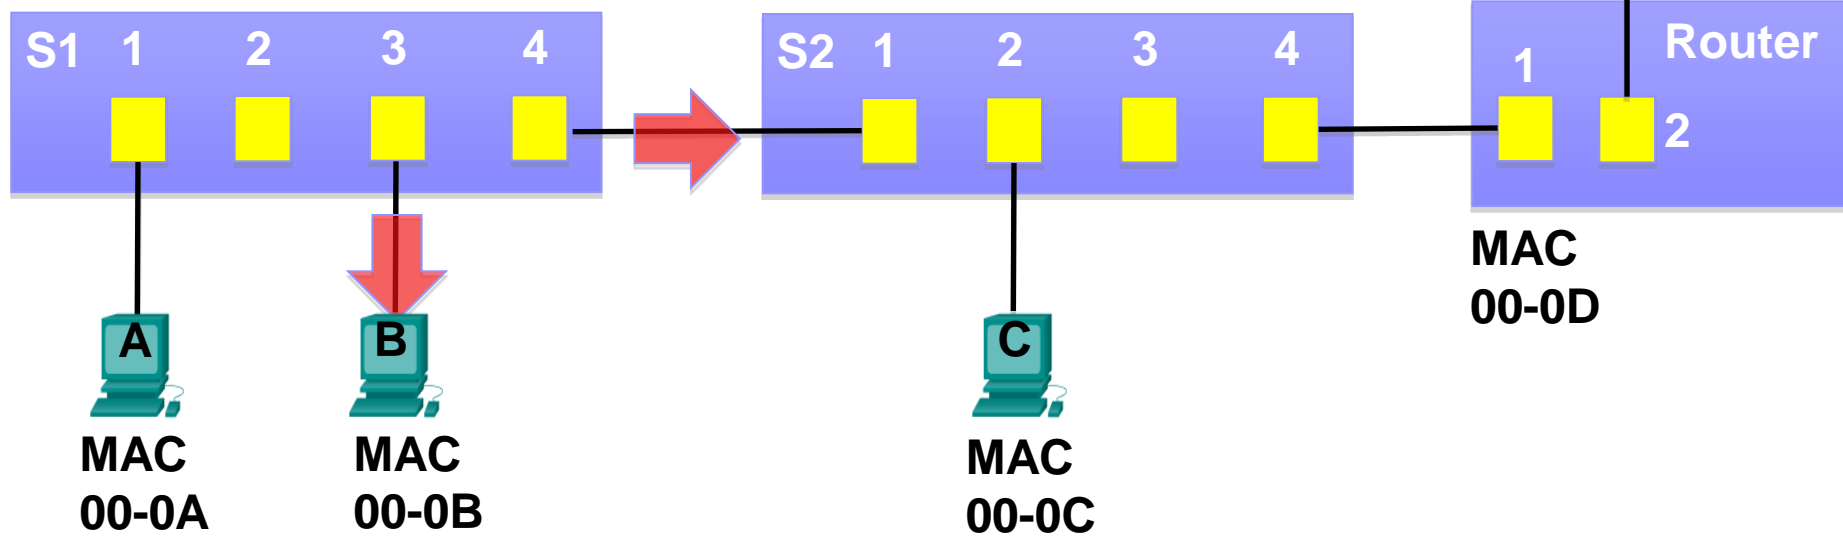 S1 1 2 3 4
S2 1 2 3 4
Router
1
2
MAC
00-0D
A
B
C
MAC
00-0A
MAC
00-0B
MAC
00-0C